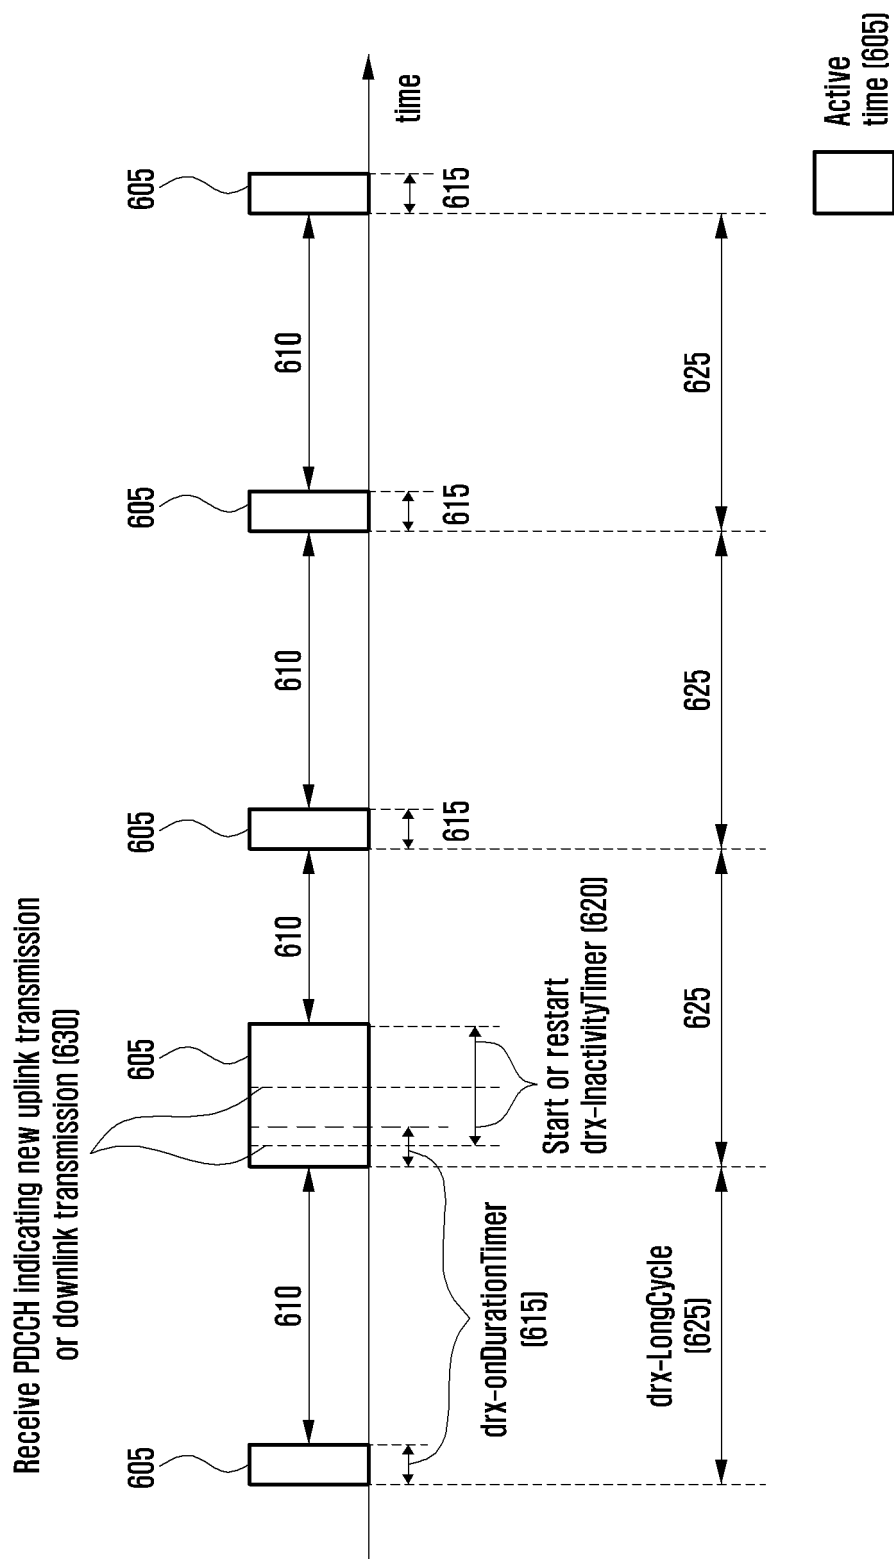 Receive PDCCH indicating new uplink transmission
or downlink transmission (630)
605
605
605
605
605
610
610
610
610
time
615
615
615
drx-onDurationTimer
(615)
Start or restart
drx-InactivityTimer (620)
drx-LongCycle
(625)
625
625
625
Active
time (605)